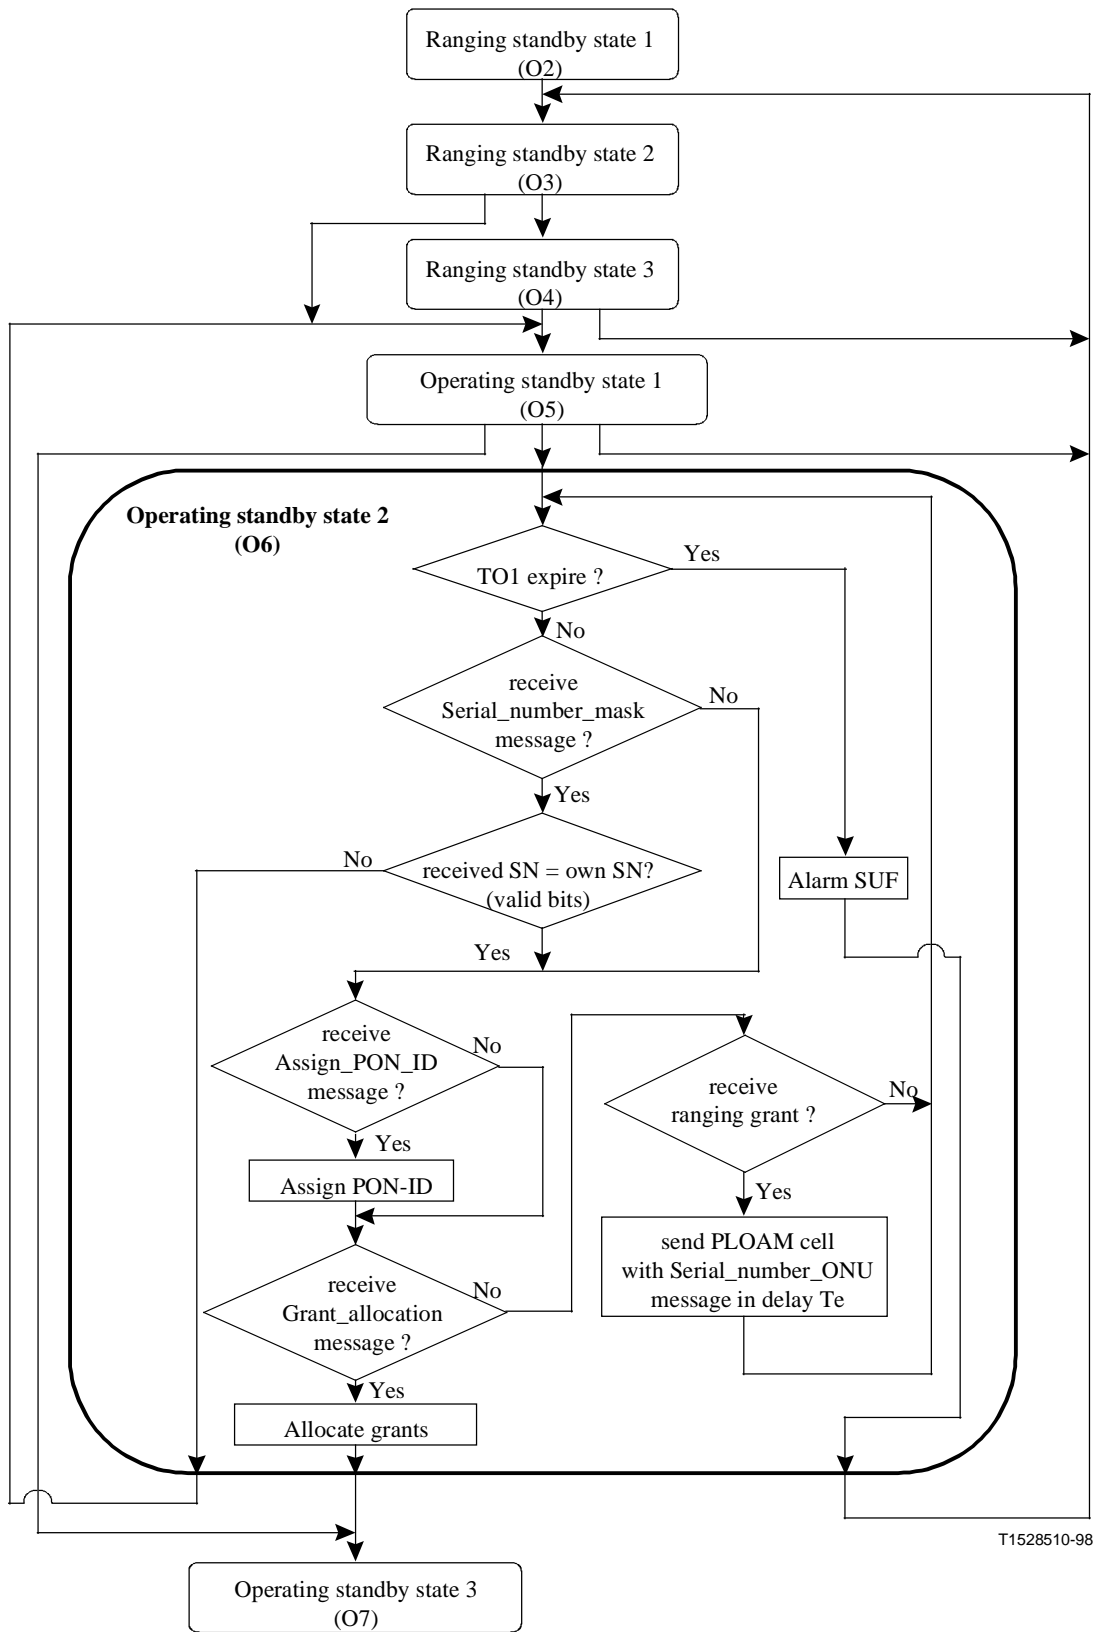 Ranging standby state 1
(O2)
Ranging standby state 2
(O3)
Ranging standby state 3
(O4)
Operating standby state 1
(O5)
Operating standby state 2
(O6)
TO1 expire ?
Yes
No
receive
Serial_number_mask
message ?
No
Yes
received SN = own SN?
(valid bits)
No
Yes
Alarm SUF
receive
Assign_PON_ID
message ?
No
Yes
Assign PON-ID
receive
ranging grant ?
No
Yes
send PLOAM cell
with Serial_number_ONU
message in delay Te
receive
Grant_allocation
message ?
No
Yes
Allocate grants
T1528510-98
Operating standby state 3
(O7)